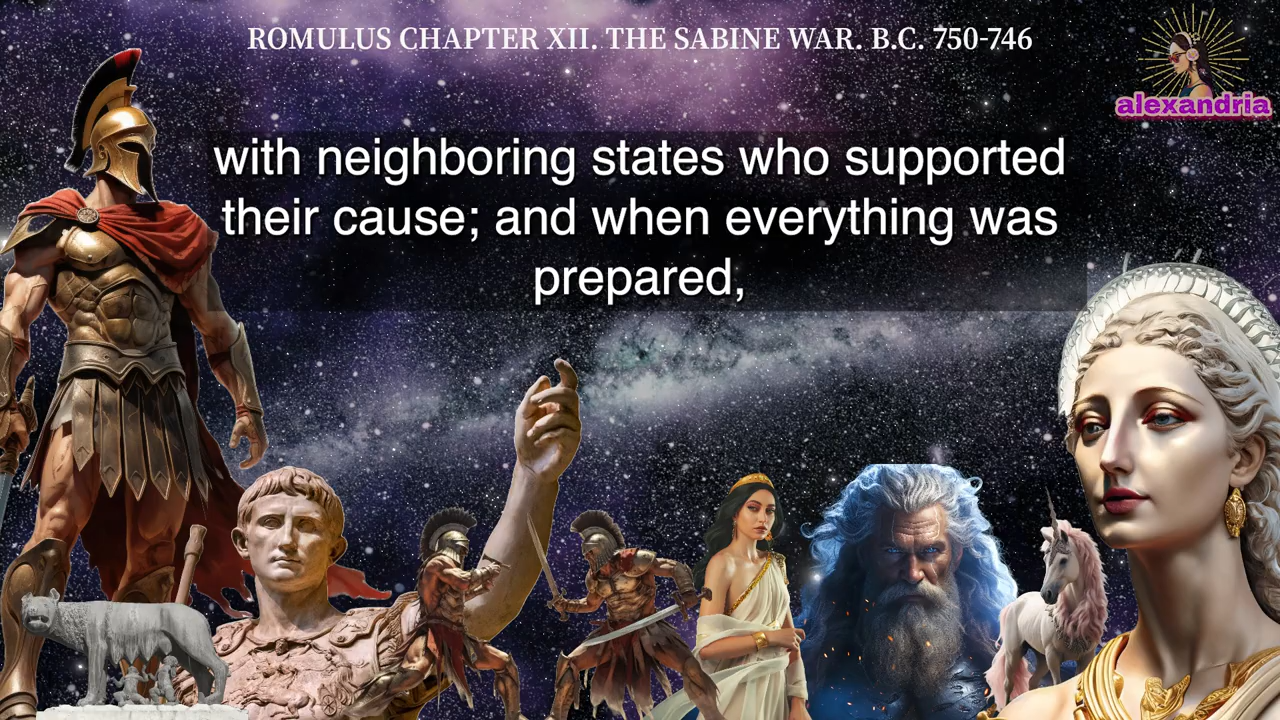 ROMULUS CHAPTER XII. THE SABINE WAR. B.C. 750-746
alexandria
with neighboring states who supported
their cause; and when everything was
prepared,